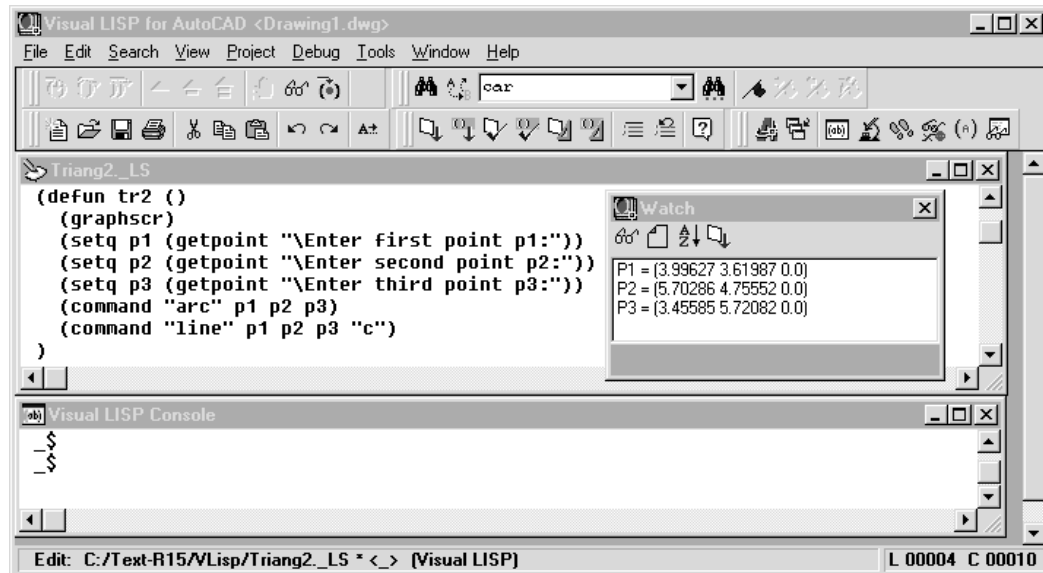 Visual LISP for AutoCAD <Drawing1.dwg>
File Edit Search View Project Debug Tools Window Help
car
Triang2._LS
(defun tr2 ()
(graphscr)
(setq p1 (getpoint "\Enter first point p1:"))
(setq p2 (getpoint "\Enter second point p2:"))
(setq p3 (getpoint "\Enter third point p3:"))
(command "arc" p1 p2 p3)
(command "line" p1 p2 p3 "c")
)
Watch
P1 = (3.99627 3.61987 0.0)
P2 = (5.70286 4.75552 0.0)
P3 = (3.45585 5.72082 0.0)
Visual LISP Console
_$
_$
Edit: C:/Text-R15/VLisp/Triang2._LS * <_> (Visual LISP) L 00004 C 00010